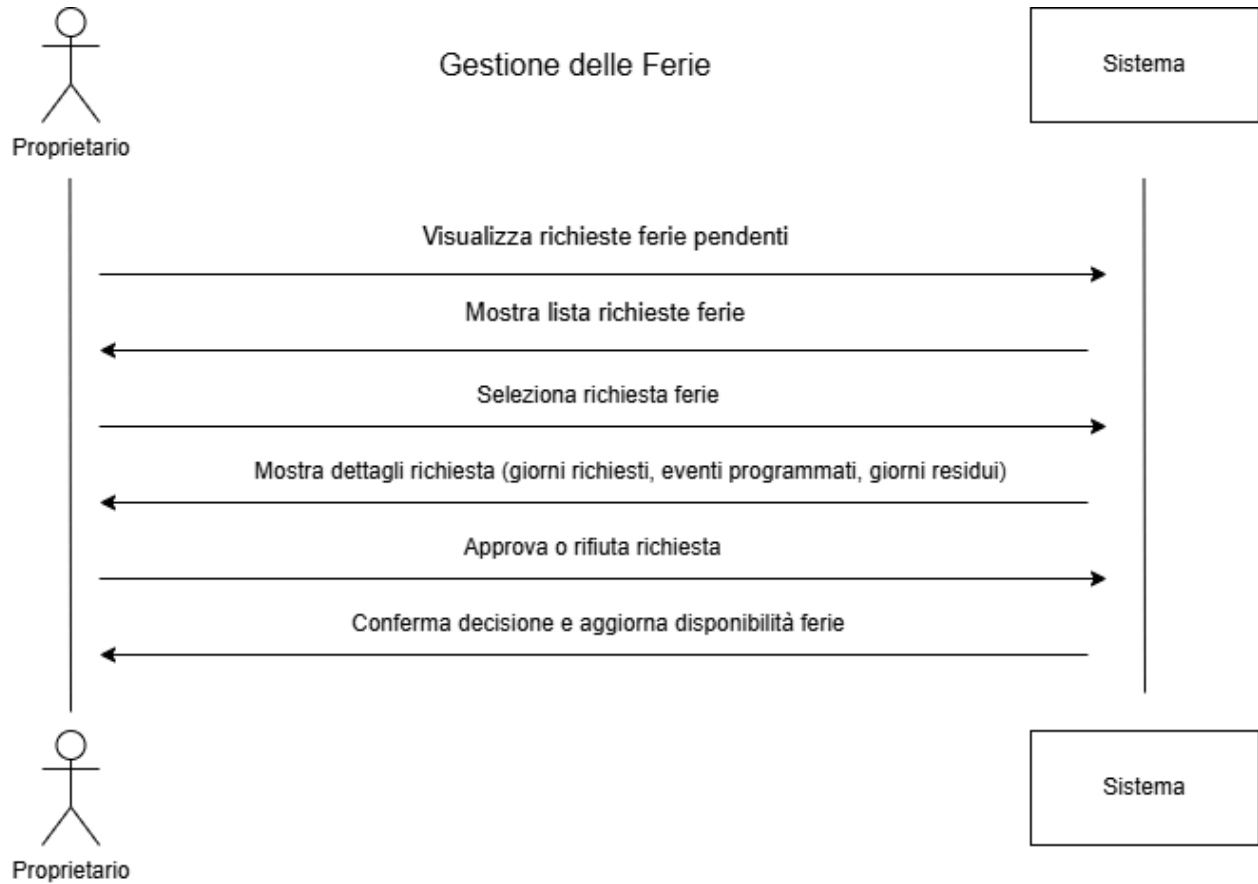 Gestione delle Ferie
Sistema
Proprietario
Visualizza richieste ferie pendenti
Mostra lista richieste ferie
Seleziona richiesta ferie
Mostra dettagli richiesta (giorni richiesti, eventi programmati, giorni residui)
Approva o rifiuta richiesta
Conferma decisione e aggiorna disponibilità ferie
Sistema
Proprietario